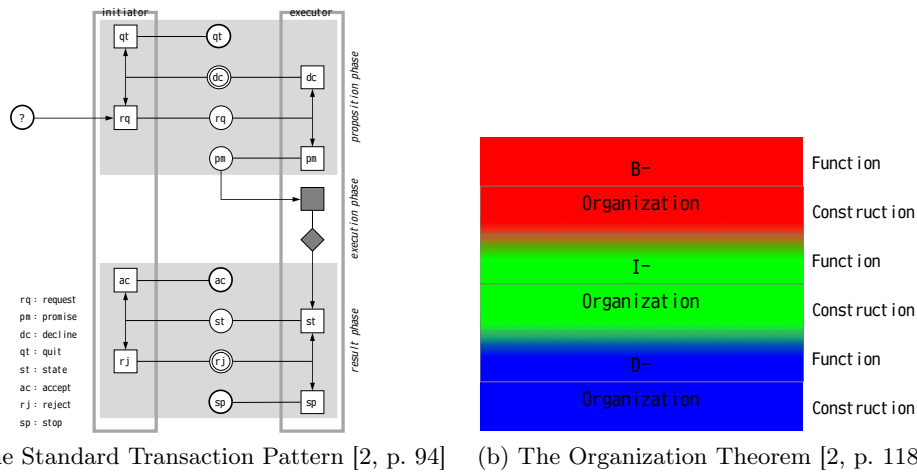 initiator
executor
qt
qt
dc
dc
?
rq
rq
pm
pm
proposition phase
execution phase
ac
ac
st
st
rj
rj
sp
sp
result phase
rq: request
pm: promise
dc: decline
qt: quit
st: state
ac: accept
rj: reject
sp: stop
B-
Organization
I-
Organization
D-
Organization
Function
Construction
Function
Construction
Function
Construction
Standard Transaction Pattern [2, p. 94]
(b) The Organization Theorem [2, p. 118